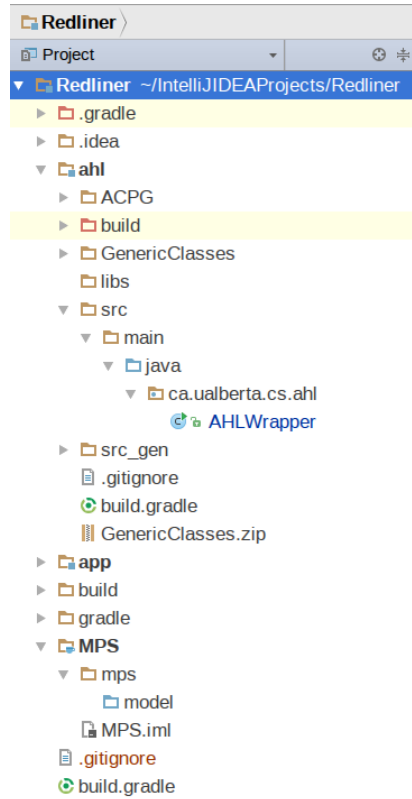 Redliner
Project
Redliner ~/IntelliJIDEAProjects/Redliner
.gradle
.idea
ahl
ACPG
build
GenericClasses
libs
src
main
java
ca.ualberta.cs.ahl
AHLWrapper
src_gen
.gitignore
build.gradle
GenericClasses.zip
app
build
gradle
MPS
mps
model
MPS.iml
.gitignore
build.gradle